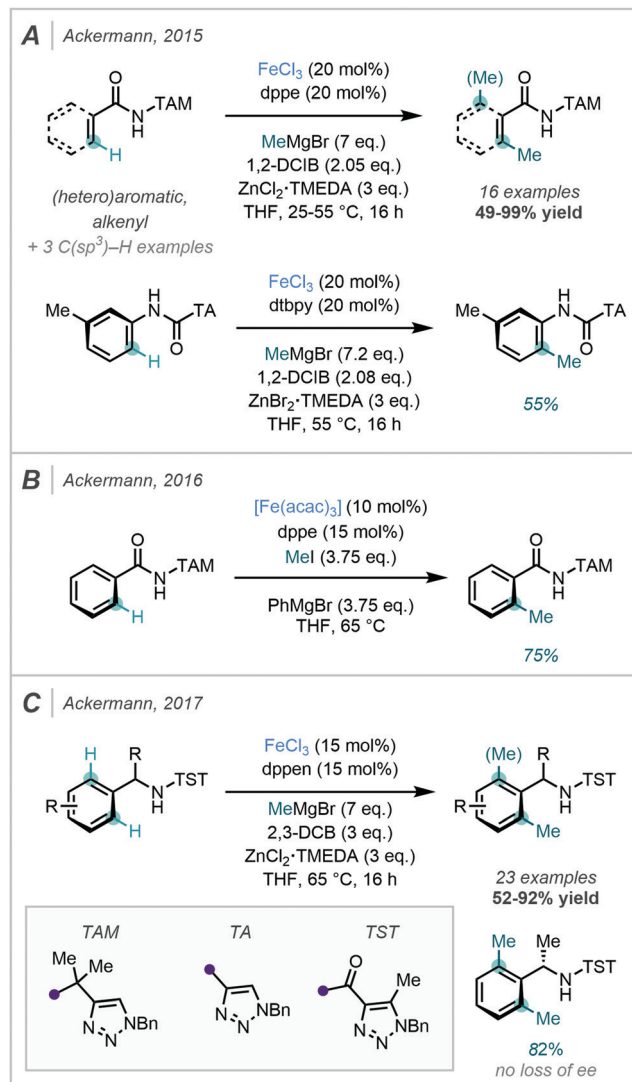 A | Ackermann, 2015
O
N
H
TAM
H
(hetero)aromatic,
alkenyl
+ 3 C(sp³)–H examples
FeCl₃ (20 mol%)
dppe (20 mol%)
MeMgBr (7 eq.)
1,2-DCIB (2.05 eq.)
ZnCl₂·TMEDA (3 eq.)
THF, 25-55 °C, 16 h
(Me)
O
N
H
TAM
Me
16 examples
49-99% yield
Me
H
N
TA
O
H
FeCl₃ (20 mol%)
dtbpy (20 mol%)
MeMgBr (7.2 eq.)
1,2-DCIB (2.08 eq.)
ZnBr₂·TMEDA (3 eq.)
THF, 55 °C, 16 h
Me
H
N
TA
O
Me
55%
B | Ackermann, 2016
O
N
H
TAM
H
[Fe(acac)₃] (10 mol%)
dppe (15 mol%)
MeI (3.75 eq.)
PhMgBr (3.75 eq.)
THF, 65 °C
O
N
H
TAM
Me
75%
C | Ackermann, 2017
H
R
N
H
TST
R
H
FeCl₃ (15 mol%)
dppen (15 mol%)
MeMgBr (7 eq.)
2,3-DCB (3 eq.)
ZnCl₂·TMEDA (3 eq.)
THF, 65 °C, 16 h
(Me)
R
N
H
TST
R
Me
23 examples
52-92% yield
TAM
Me
Me
N
N
NBn
TA
N
N
NBn
TST
O
Me
N
N
NBn
Me
Me
N
H
TST
Me
82%
no loss of ee